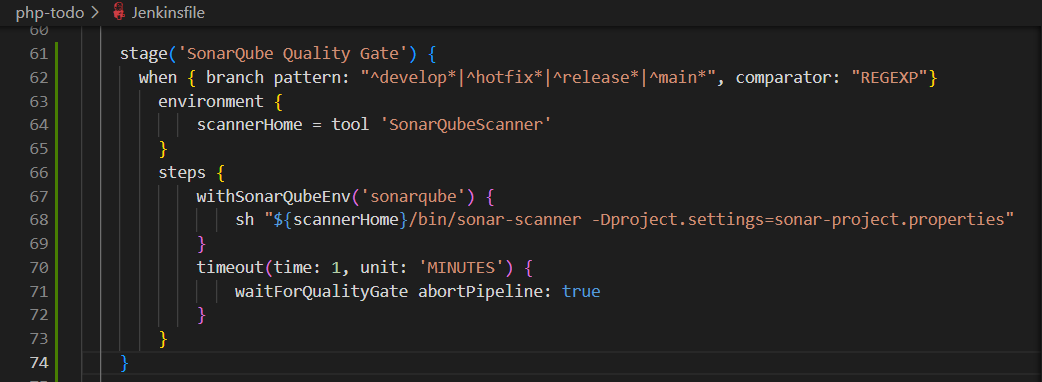 php-todo > Jenkinsfile
60
61 stage('SonarQube Quality Gate') {
62 when { branch pattern: "^develop*|^hotfix*|^release*|^main*", comparator: "REGEXP"}
63 environment {
64 scannerHome = tool 'SonarQubeScanner'
65 }
66 steps {
67 withSonarQubeEnv('sonarqube') {
68 sh "${scannerHome}/bin/sonar-scanner -Dproject.settings=sonar-project.properties"
69 }
70 timeout(time: 1, unit: 'MINUTES') {
71 waitForQualityGate abortPipeline: true
72 }
73 }
74 }